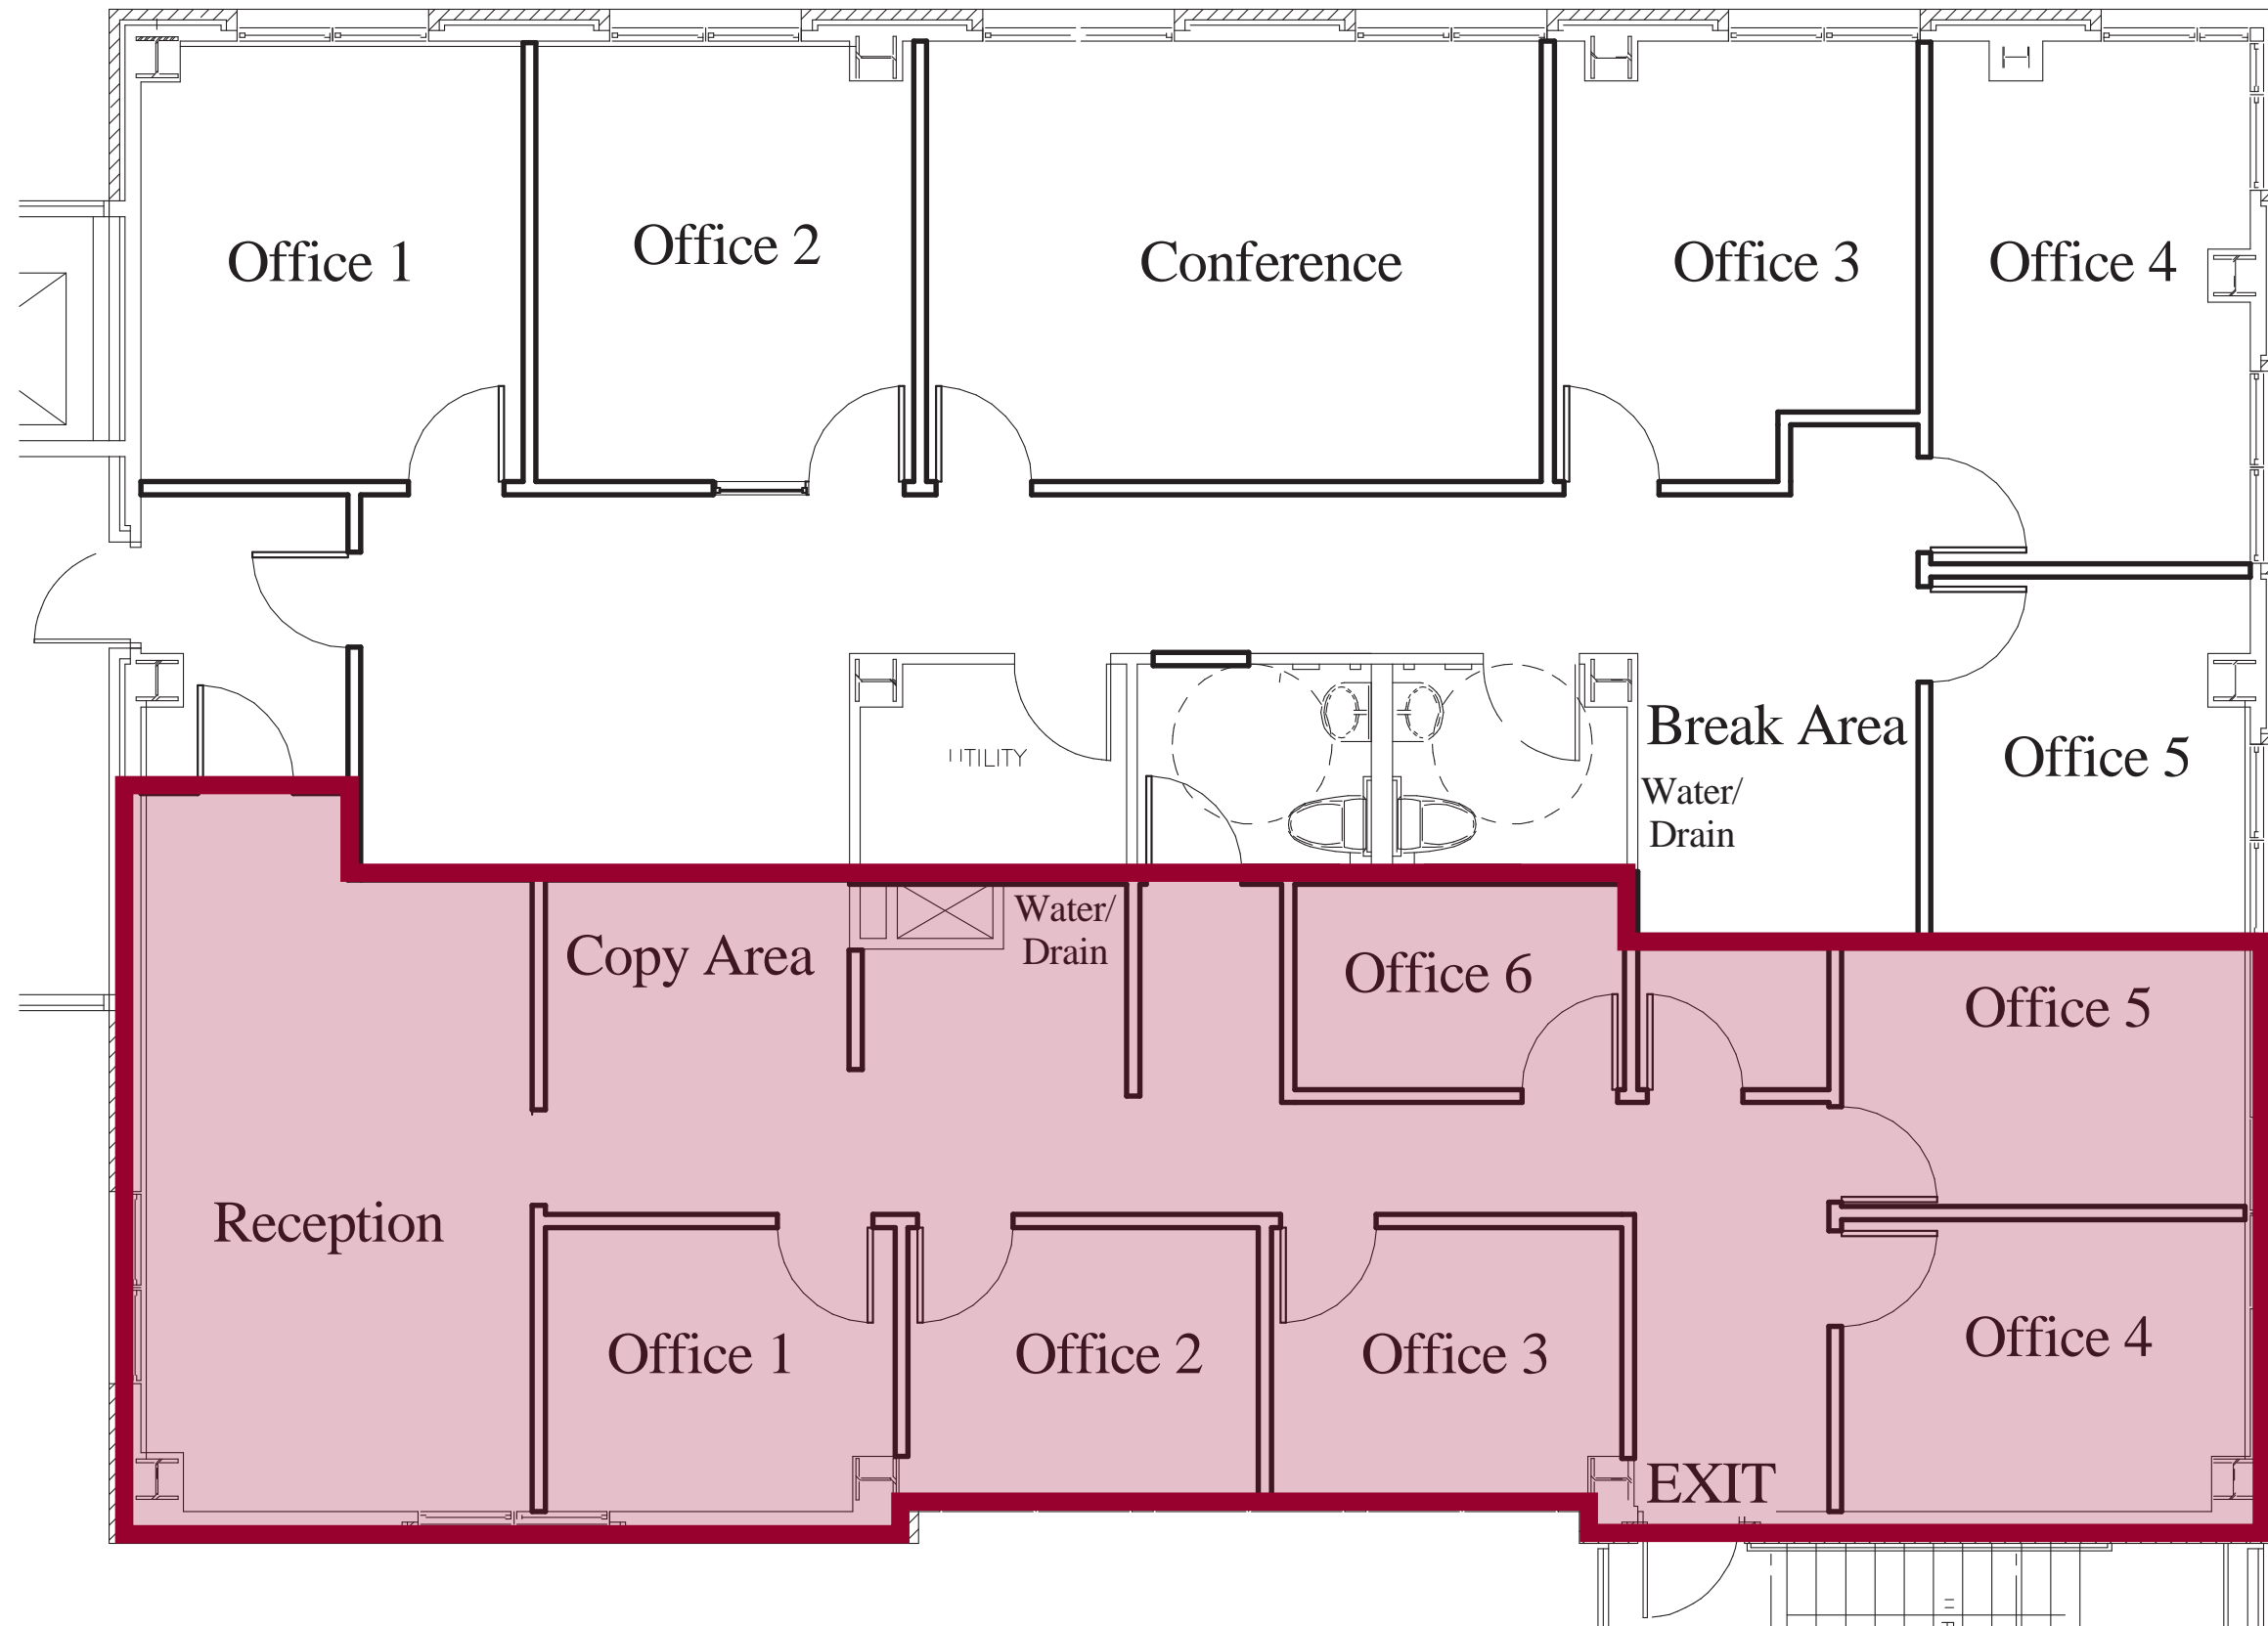 Office 1
Office 2
Conference
Office 3
Office 4
UTILITY
Break Area
Water/
Drain
Office 5
Copy Area
Water/
Drain
Office 6
Office 5
Reception
Office 1
Office 2
Office 3
Office 4
EXIT